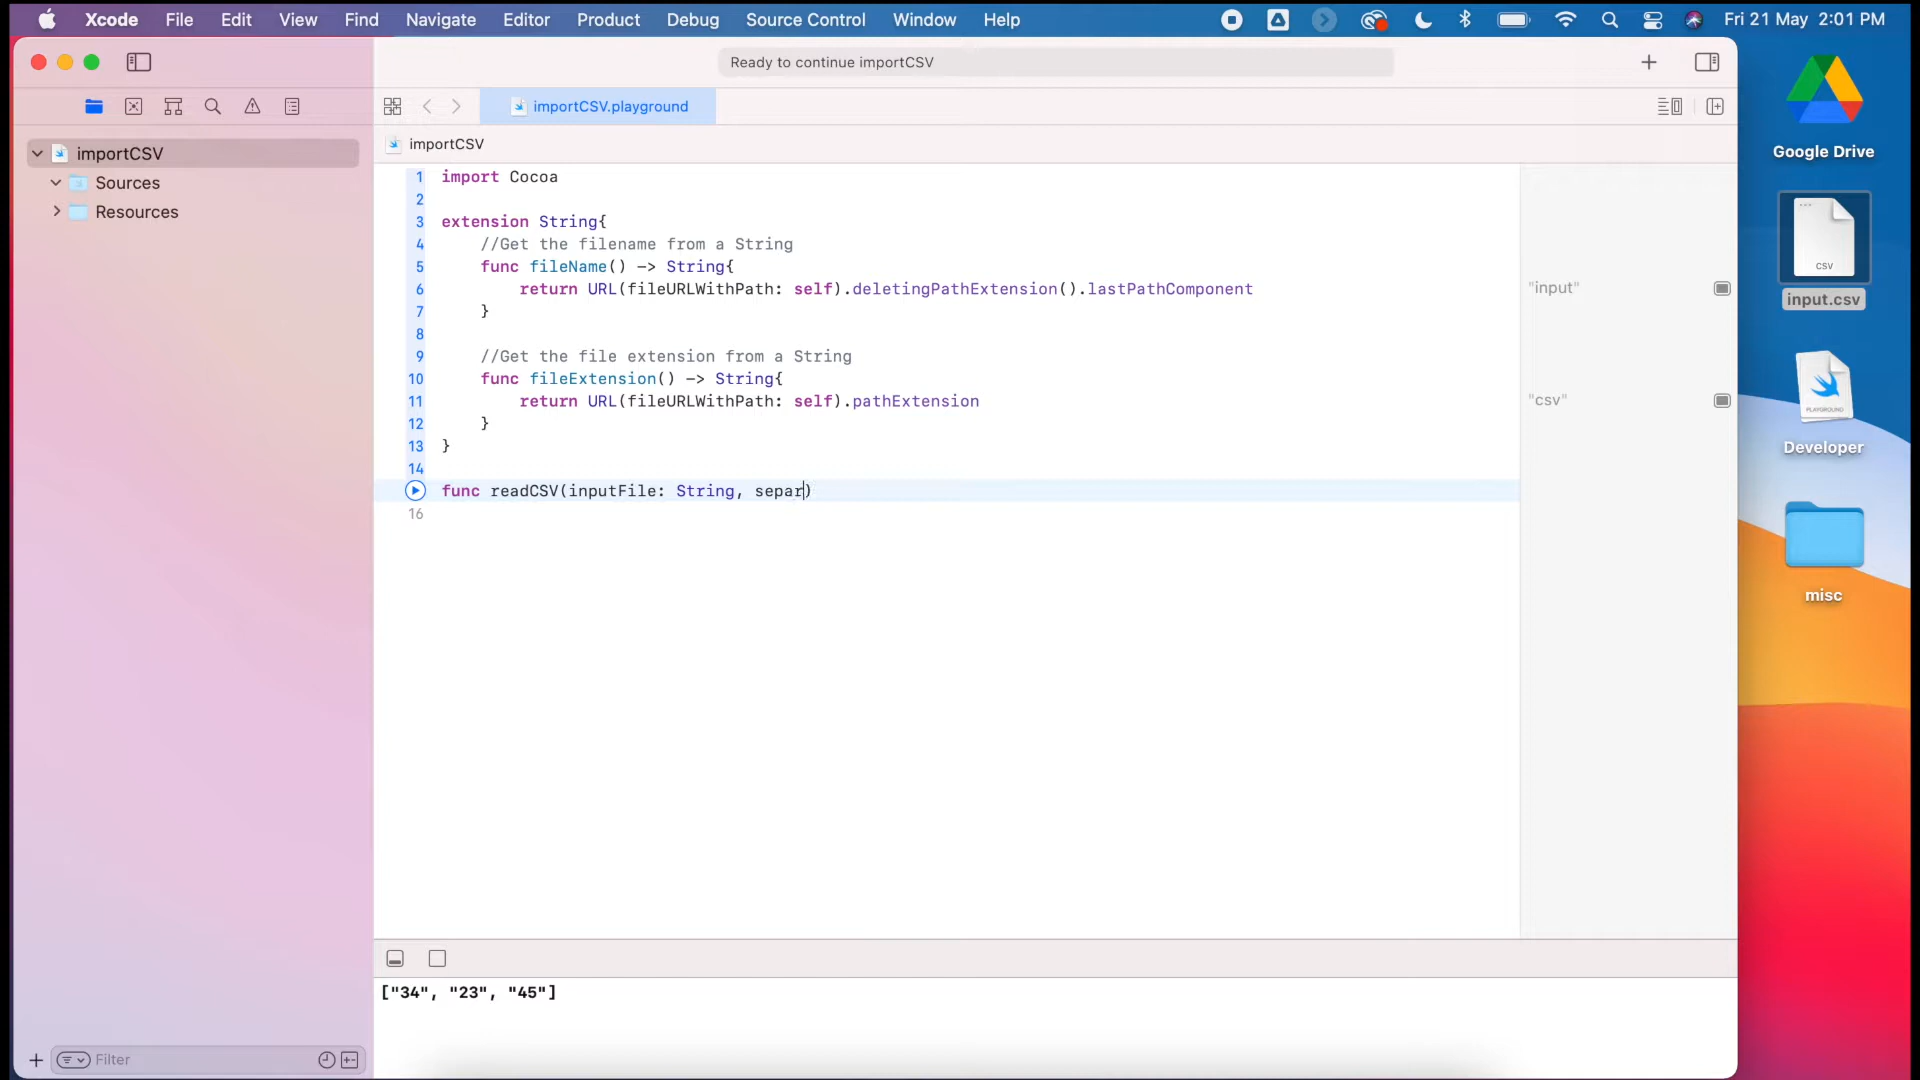 Xcode File Edit View Find Navigate Editor Product Debug Source Control Window Help Fri 21 May 2:01 PM
Ready to continue importCSV
importCSV.playground
importCSV
Sources
Resources
importCSV
1 import Cocoa
2
3 extension String{
4 //Get the filename from a String
5 func fileName() -> String{
6 return URL(fileURLWithPath: self).deletingPathExtension().lastPathComponent
7 }
8
9 //Get the file extension from a String
10 func fileExtension() -> String{
11 return URL(fileURLWithPath: self).pathExtension
12 }
13 }
14
func readCSV(inputFile: String, separ)
16
"input"
"csv"
["34", "23", "45"]
Filter
Google Drive
CSV
input.csv
PLAYGROUND
Developer
misc